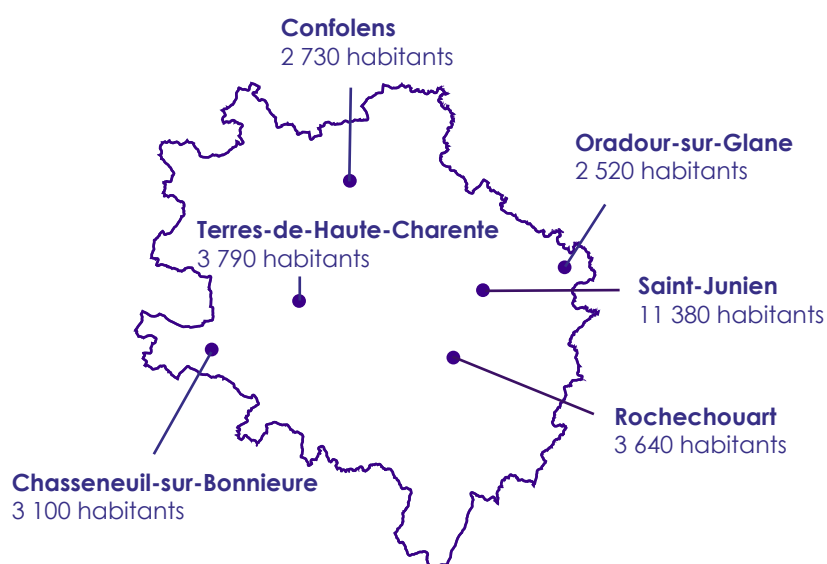 Confolens
2 730 habitants
Oradour-sur-Glane
2 520 habitants
Terres-de-Haute-Charente
3 790 habitants
Saint-Junien
11 380 habitants
Rochechouart
3 640 habitants
Chasseneuil-sur-Bonnieure
3 100 habitants